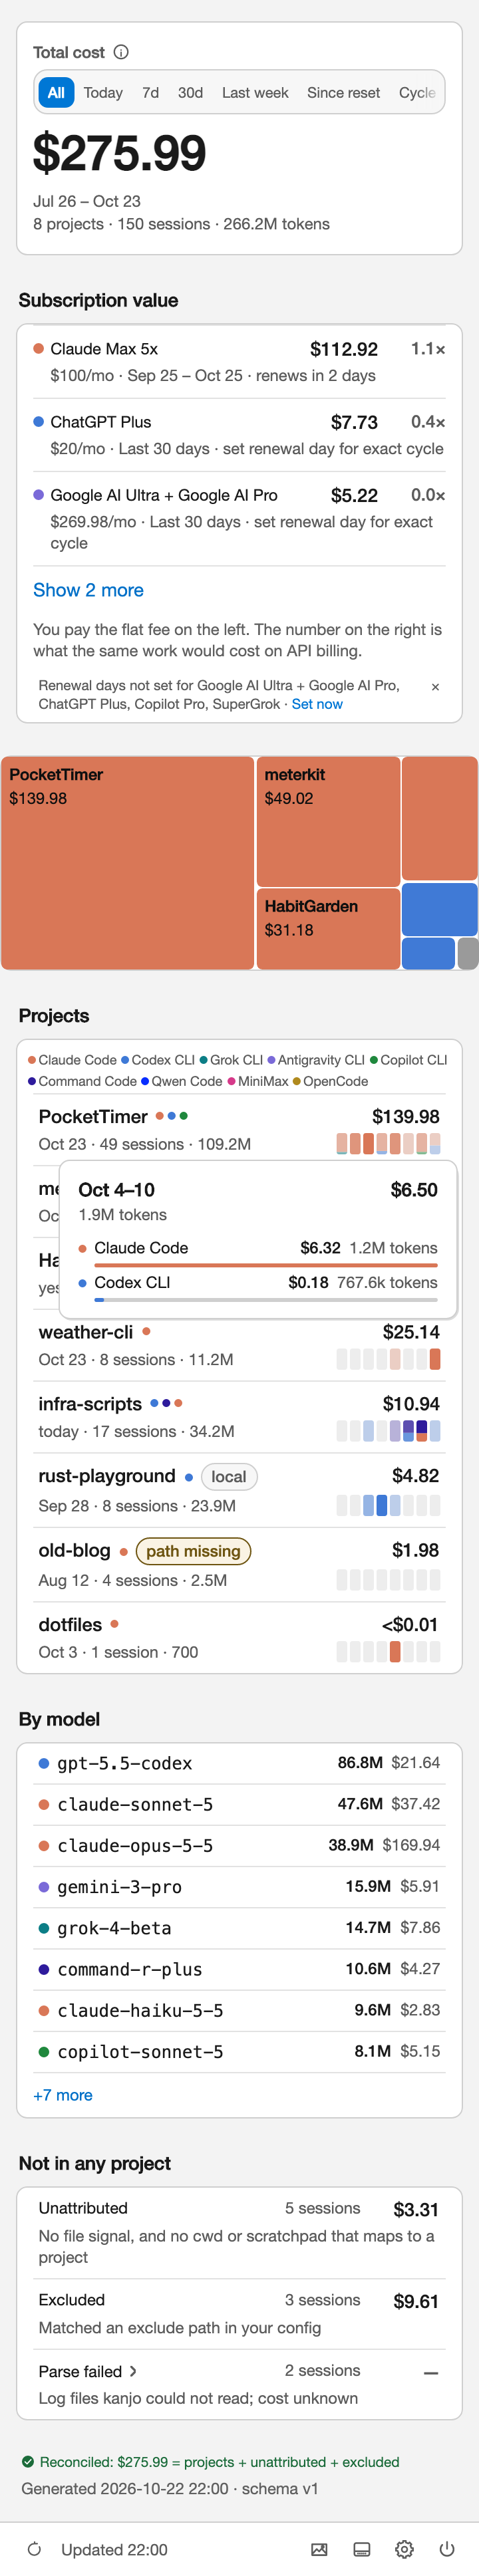 Total cost
All Today 7d 30d Last week Since reset Cycle
$275.99
Jul 26 – Oct 23
8 projects · 150 sessions · 266.2M tokens
Subscription value
Claude Max 5x $112.92 1.1×
$100/mo · Sep 25 – Oct 25 · renews in 2 days
ChatGPT Plus $7.73 0.4×
$20/mo · Last 30 days · set renewal day for exact cycle
Google AI Ultra + Google AI Pro $5.22 0.0×
$269.98/mo · Last 30 days · set renewal day for exact
cycle
Show 2 more
You pay the flat fee on the left. The number on the right is
what the same work would cost on API billing.
Renewal days not set for Google AI Ultra + Google AI Pro, ×
ChatGPT Plus, Copilot Pro, SuperGrok · Set now
PocketTimer
$139.98
meterkit
$49.02
HabitGarden
$31.18
Projects
Claude Code Codex CLI Grok CLI Antigravity CLI Copilot CLI
Command Code Qwen Code MiniMax OpenCode
PocketTimer $139.98
Oct 23 · 49 sessions · 109.2M
me
Oc
Ha
yes
Oct 4–10 $6.50
1.9M tokens
Claude Code $6.32 1.2M tokens
Codex CLI $0.18 767.6k tokens
weather-cli $25.14
Oct 23 · 8 sessions · 11.2M
infra-scripts $10.94
today · 17 sessions · 34.2M
rust-playground local $4.82
Sep 28 · 8 sessions · 23.9M
old-blog path missing $1.98
Aug 12 · 4 sessions · 2.5M
dotfiles <$0.01
Oct 3 · 1 session · 700
By model
gpt-5.5-codex 86.8M $21.64
claude-sonnet-5 47.6M $37.42
claude-opus-5-5 38.9M $169.94
gemini-3-pro 15.9M $5.91
grok-4-beta 14.7M $7.86
command-r-plus 10.6M $4.27
claude-haiku-5-5 9.6M $2.83
copilot-sonnet-5 8.1M $5.15
+7 more
Not in any project
Unattributed 5 sessions $3.31
No file signal, and no cwd or scratchpad that maps to a
project
Excluded 3 sessions $9.61
Matched an exclude path in your config
Parse failed 2 sessions —
Log files kanjo could not read; cost unknown
Reconciled: $275.99 = projects + unattributed + excluded
Generated 2026-10-22 22:00 · schema v1
Updated 22:00